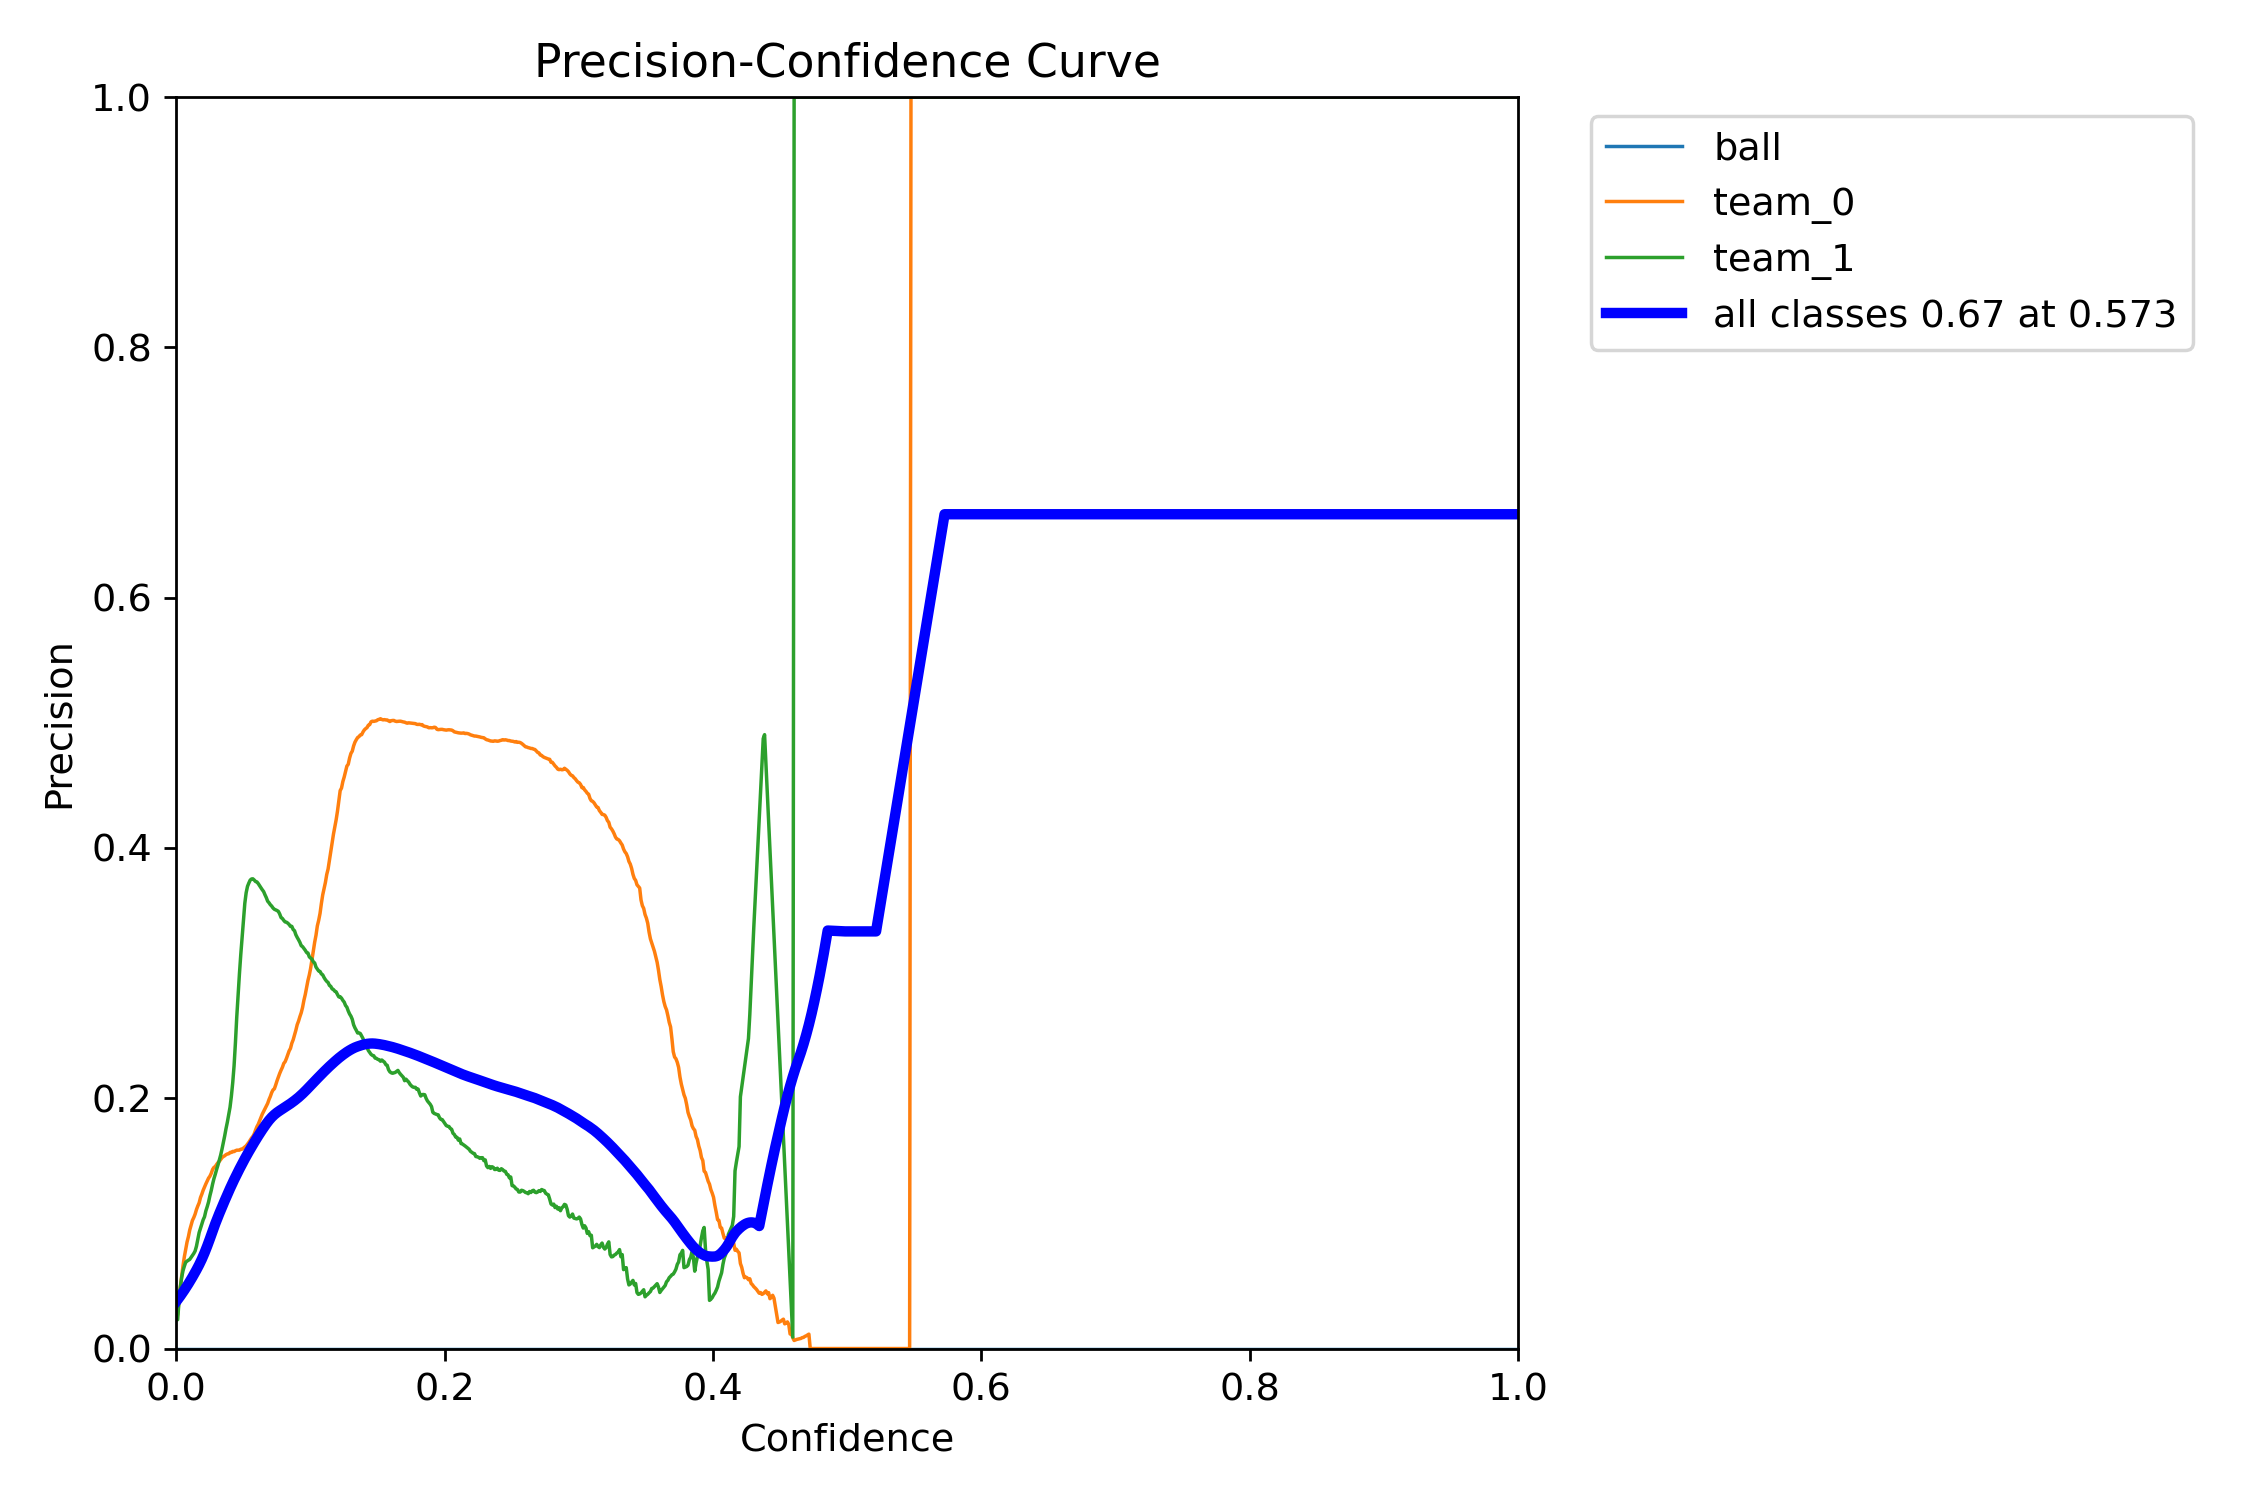 Precision-Confidence Curve
1.0
0.8
0.6
0.4
0.2
0.0
Precision
0.0 0.2 0.4 0.6 0.8 1.0
Confidence
ball
team_0
team_1
all classes 0.67 at 0.573